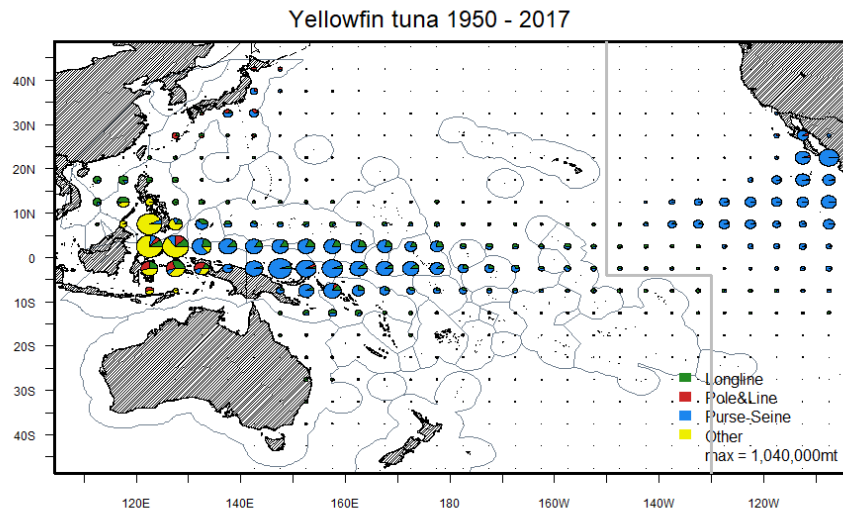 Yellowfin tuna 1950 - 2017
40N
30N
20N
10N
0
10S
20S
30S
40S
Longline
Pole&Line
Purse-Seine
Other
max = 1,040,000mt
120E
140E
160E
180
160W
140W
120W